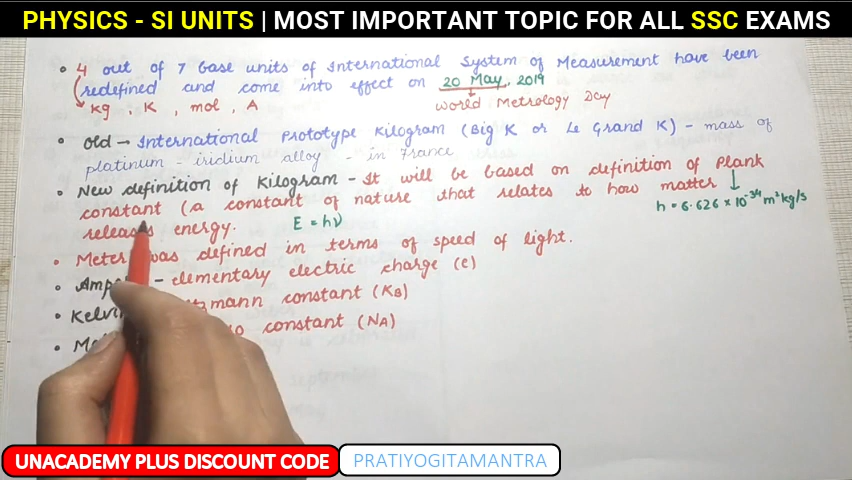 PHYSICS - SI UNITS | MOST IMPORTANT TOPIC FOR ALL SSC EXAMS
• 4 out of 7 base units of International System of Measurement have been
redefined and come into effect on 20 May, 2019
kg, K, mol, A
World Metrology Day
• Old → International Prototype Kilogram (Big K or Le Grand K) - mass of
platinum - iridium alloy - in France
• New definition of Kilogram - It will be based on definition of Plank
constant (a constant of nature that relates to how matter
h = 6.626 × 10⁻³⁴ m² kg/s
releases energy. E = hν
• Meter was defined in terms of speed of light.
• - elementary electric charge (e)
• Kelvin constant (KB)
• constant (NA)
UNACADEMY PLUS DISCOUNT CODE PRATIYOGITAMANTRA